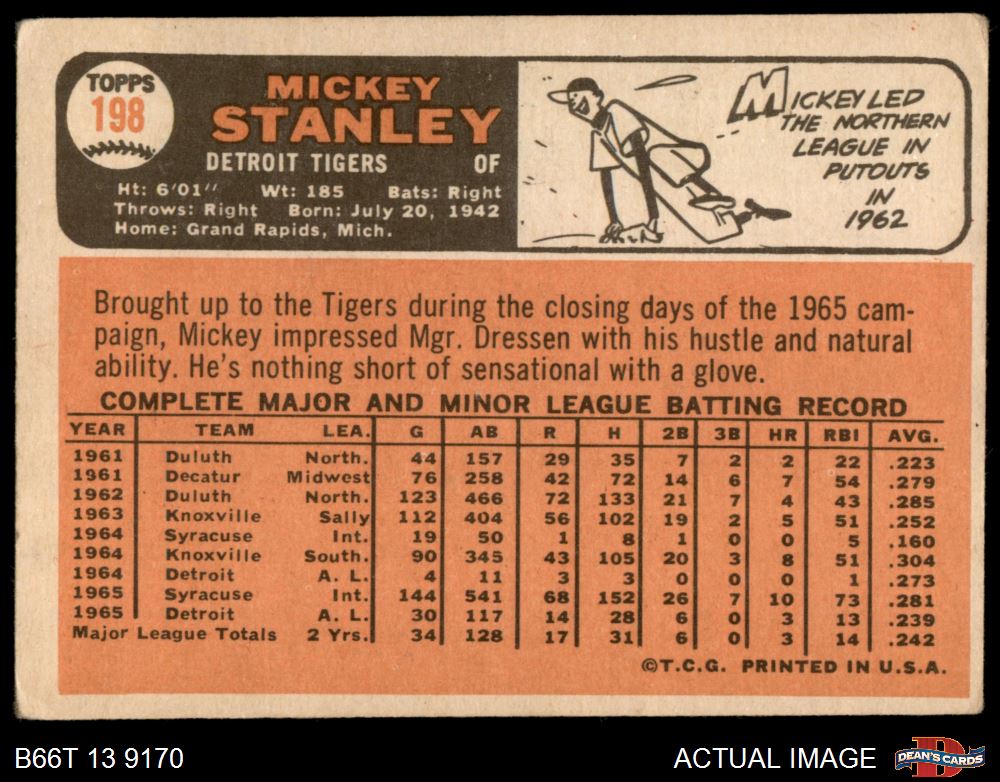 TOPPS
198
MICKEY
STANLEY
DETROIT TIGERS OF
Ht: 6'01" Wt: 185 Bats: Right
Throws: Right Born: July 20, 1942
Home: Grand Rapids, Mich.
MICKEY LED
THE NORTHERN
LEAGUE IN
PUTOUTS
IN
1962
Brought up to the Tigers during the closing days of the 1965 cam-
paign, Mickey impressed Mgr. Dressen with his hustle and natural
ability. He's nothing short of sensational with a glove.
COMPLETE MAJOR AND MINOR LEAGUE BATTING RECORD
YEAR TEAM LEA. G AB R H 2B 3B HR RBI AVG.
1961 Duluth North. 44 157 29 35 7 2 2 22 .223
1961 Decatur Midwest 76 258 42 72 14 6 7 54 .279
1962 Duluth North. 123 466 72 133 21 7 4 43 .285
1963 Knoxville Sally 112 404 56 102 19 2 5 51 .252
1964 Syracuse Int. 19 50 1 8 1 0 0 5 .160
1964 Knoxville South. 90 345 43 105 20 3 8 51 .304
1964 Detroit A. L. 4 11 3 3 0 0 0 1 .273
1965 Syracuse Int. 144 541 68 152 26 7 10 73 .281
1965 Detroit A. L. 30 117 14 28 6 0 3 13 .239
Major League Totals 2 Yrs. 34 128 17 31 6 0 3 14 .242
©T.C.G. PRINTED IN U.S.A.
B66T 13 9170 ACTUAL IMAGE D DEAN'S CARDS